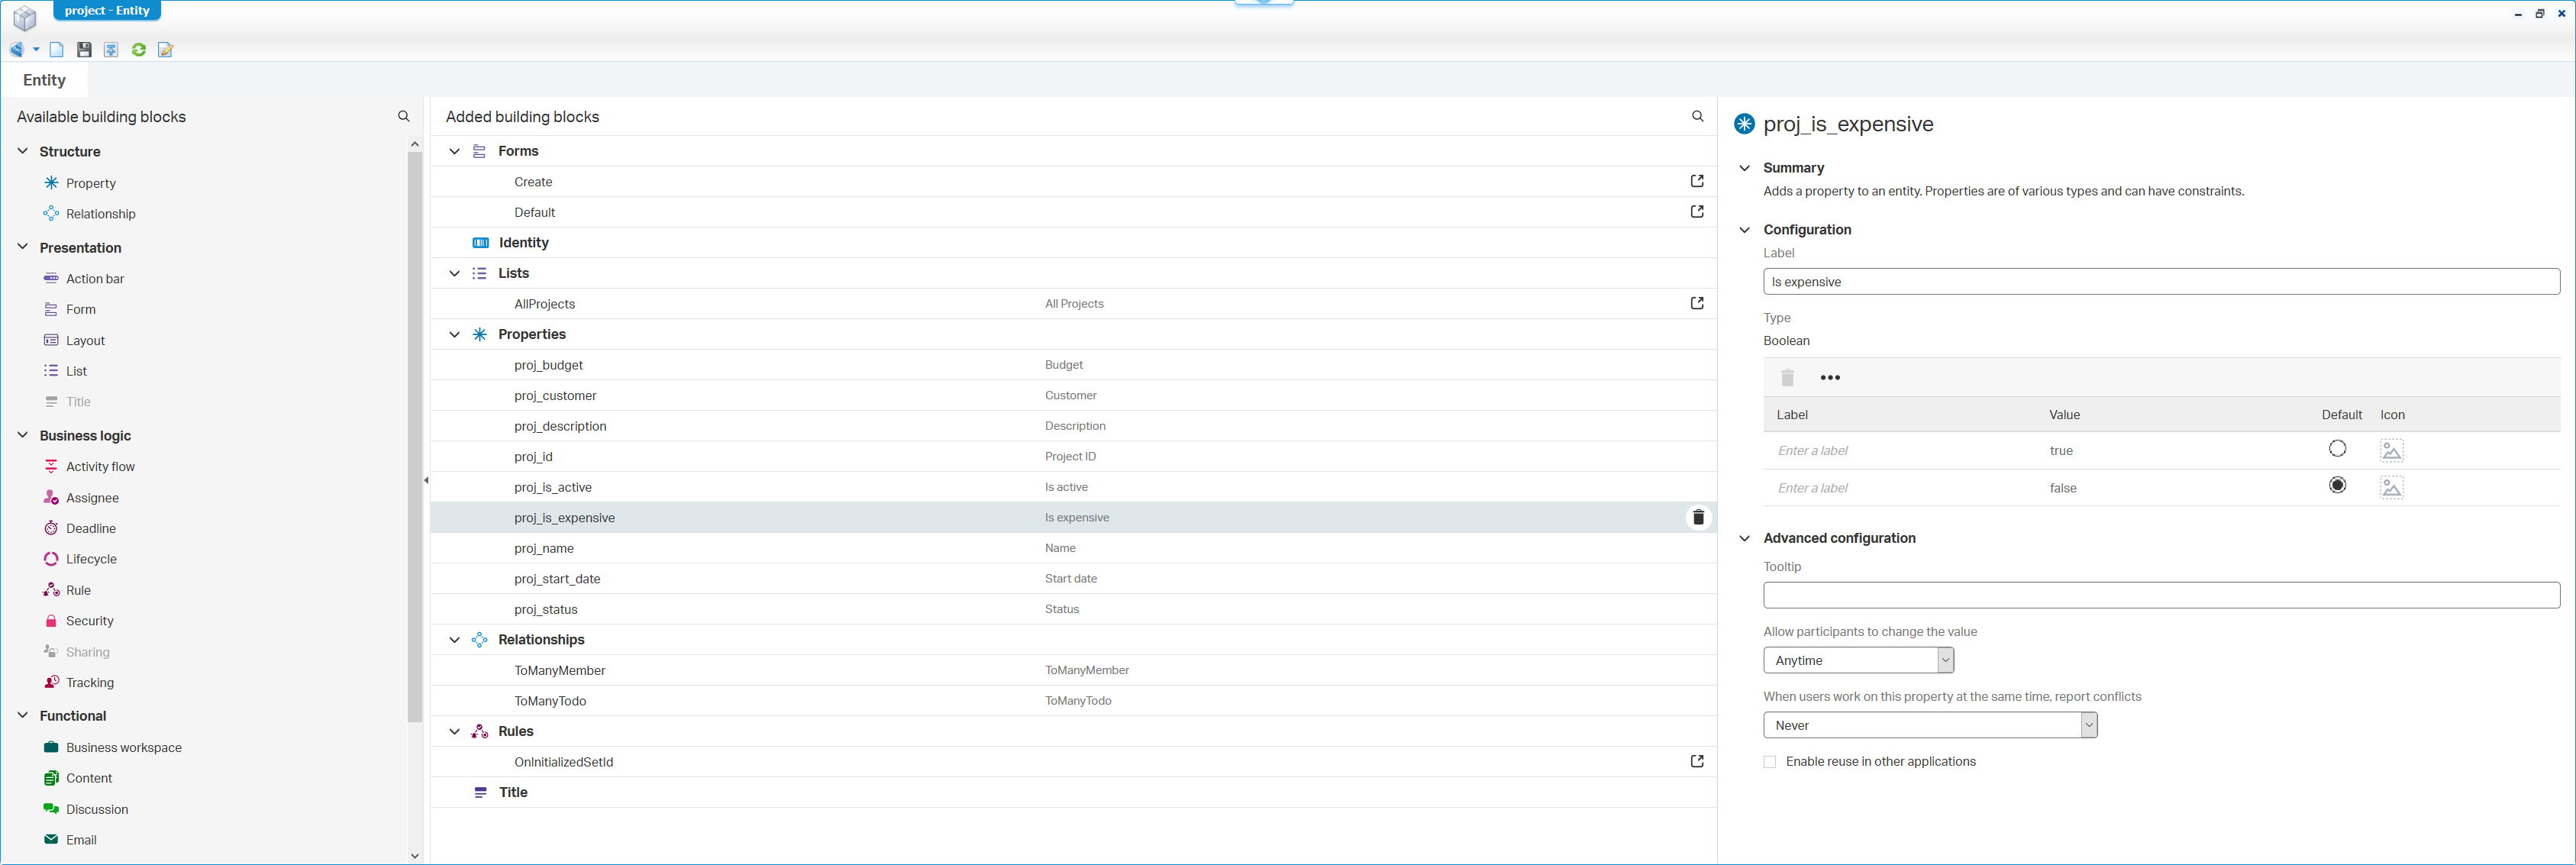 project - Entity
Entity
Available building blocks
Structure
Property
Relationship
Presentation
Action bar
Form
Layout
List
Title
Business logic
Activity flow
Assignee
Deadline
Lifecycle
Rule
Security
Sharing
Tracking
Functional
Business workspace
Content
Discussion
Email
Added building blocks
Forms
Create
Default
Identity
Lists
AllProjects All Projects
Properties
proj_budget Budget
proj_customer Customer
proj_description Description
proj_id Project ID
proj_is_active Is active
proj_is_expensive Is expensive
proj_name Name
proj_start_date Start date
proj_status Status
Relationships
ToManyMember ToManyMember
ToManyTodo ToManyTodo
Rules
OnInitializedSetId
Title
proj_is_expensive
Summary
Adds a property to an entity. Properties are of various types and can have constraints.
Configuration
Label
Is expensive
Type
Boolean
Label Value Default Icon
Enter a label true
Enter a label false
Advanced configuration
Tooltip
Allow participants to change the value
Anytime
When users work on this property at the same time, report conflicts
Never
Enable reuse in other applications